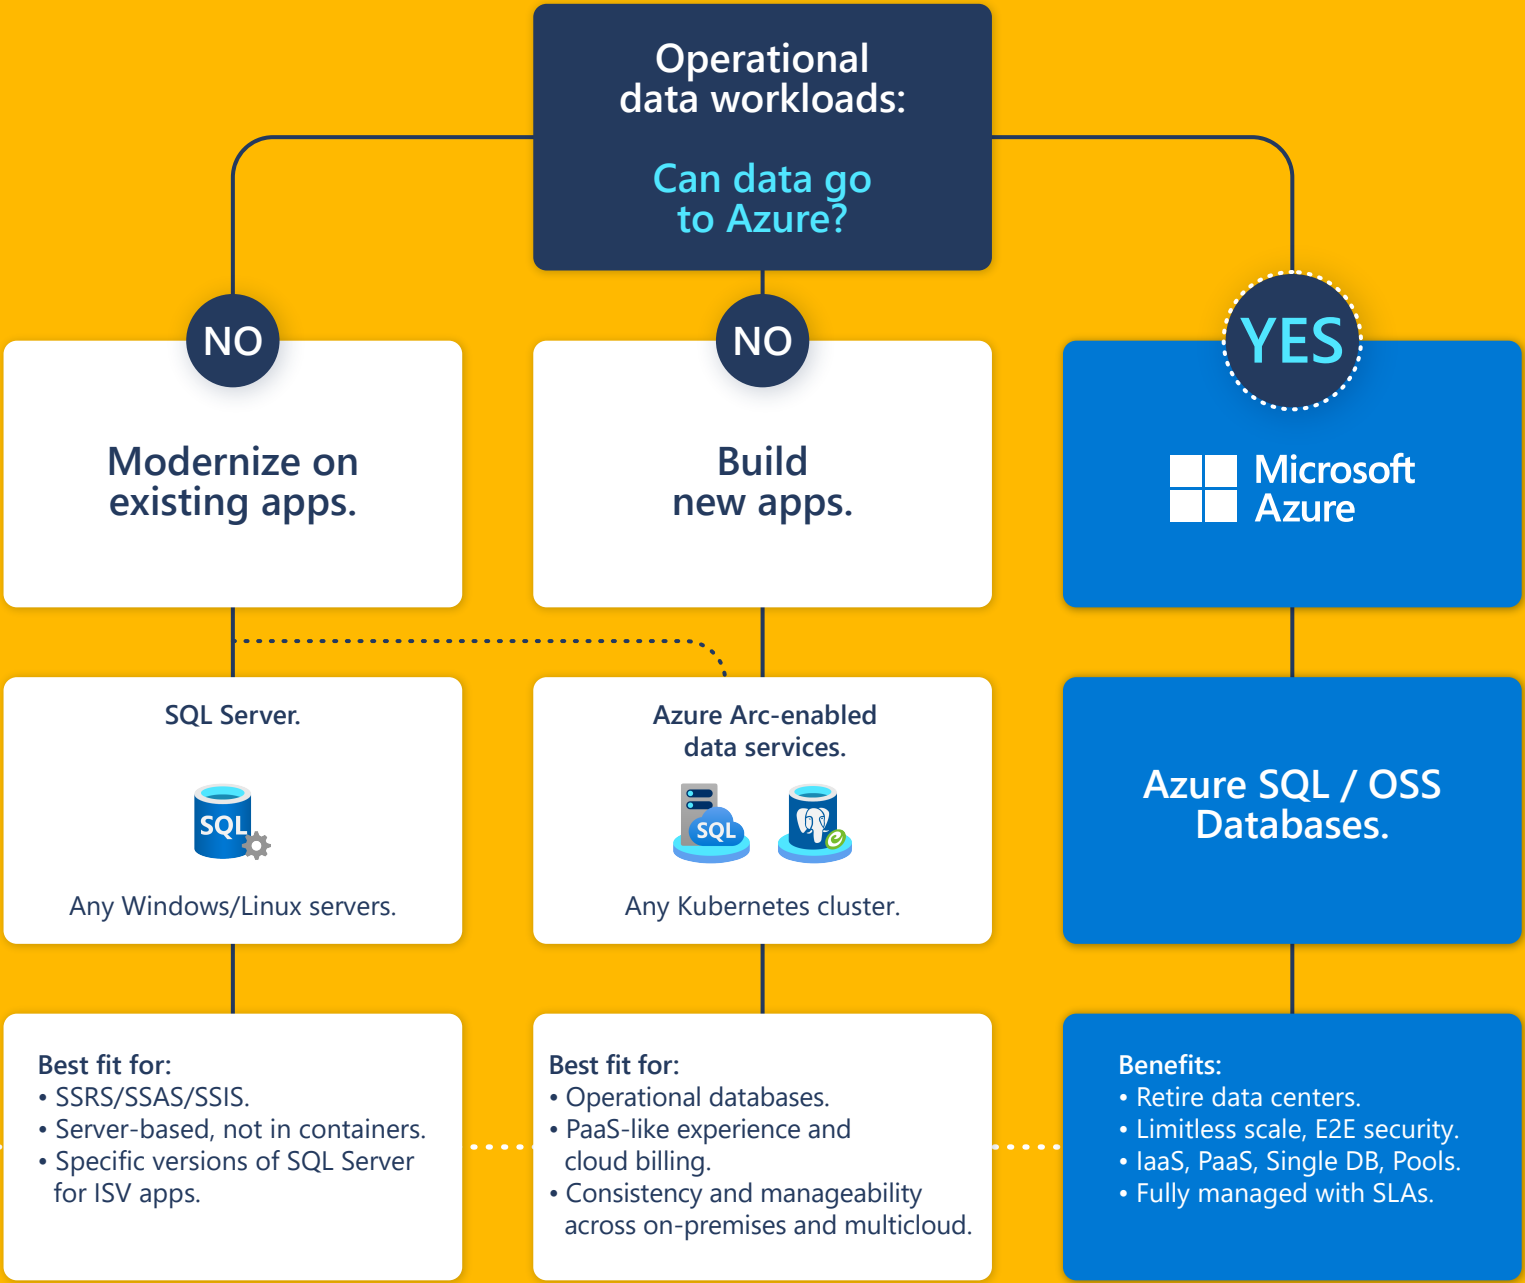 Operational
data workloads:
Can data go
to Azure?
NO
NO
YES
Modernize on
existing apps.
Build
new apps.
Microsoft
Azure
SQL Server.
SQL
Any Windows/Linux servers.
Azure Arc-enabled
data services.
SQL
Any Kubernetes cluster.
Azure SQL / OSS
Databases.
Best fit for:
• SSRS/SSAS/SSIS.
• Server-based, not in containers.
• Specific versions of SQL Server
for ISV apps.
Best fit for:
• Operational databases.
• PaaS-like experience and
cloud billing.
• Consistency and manageability
across on-premises and multicloud.
Benefits:
• Retire data centers.
• Limitless scale, E2E security.
• IaaS, PaaS, Single DB, Pools.
• Fully managed with SLAs.